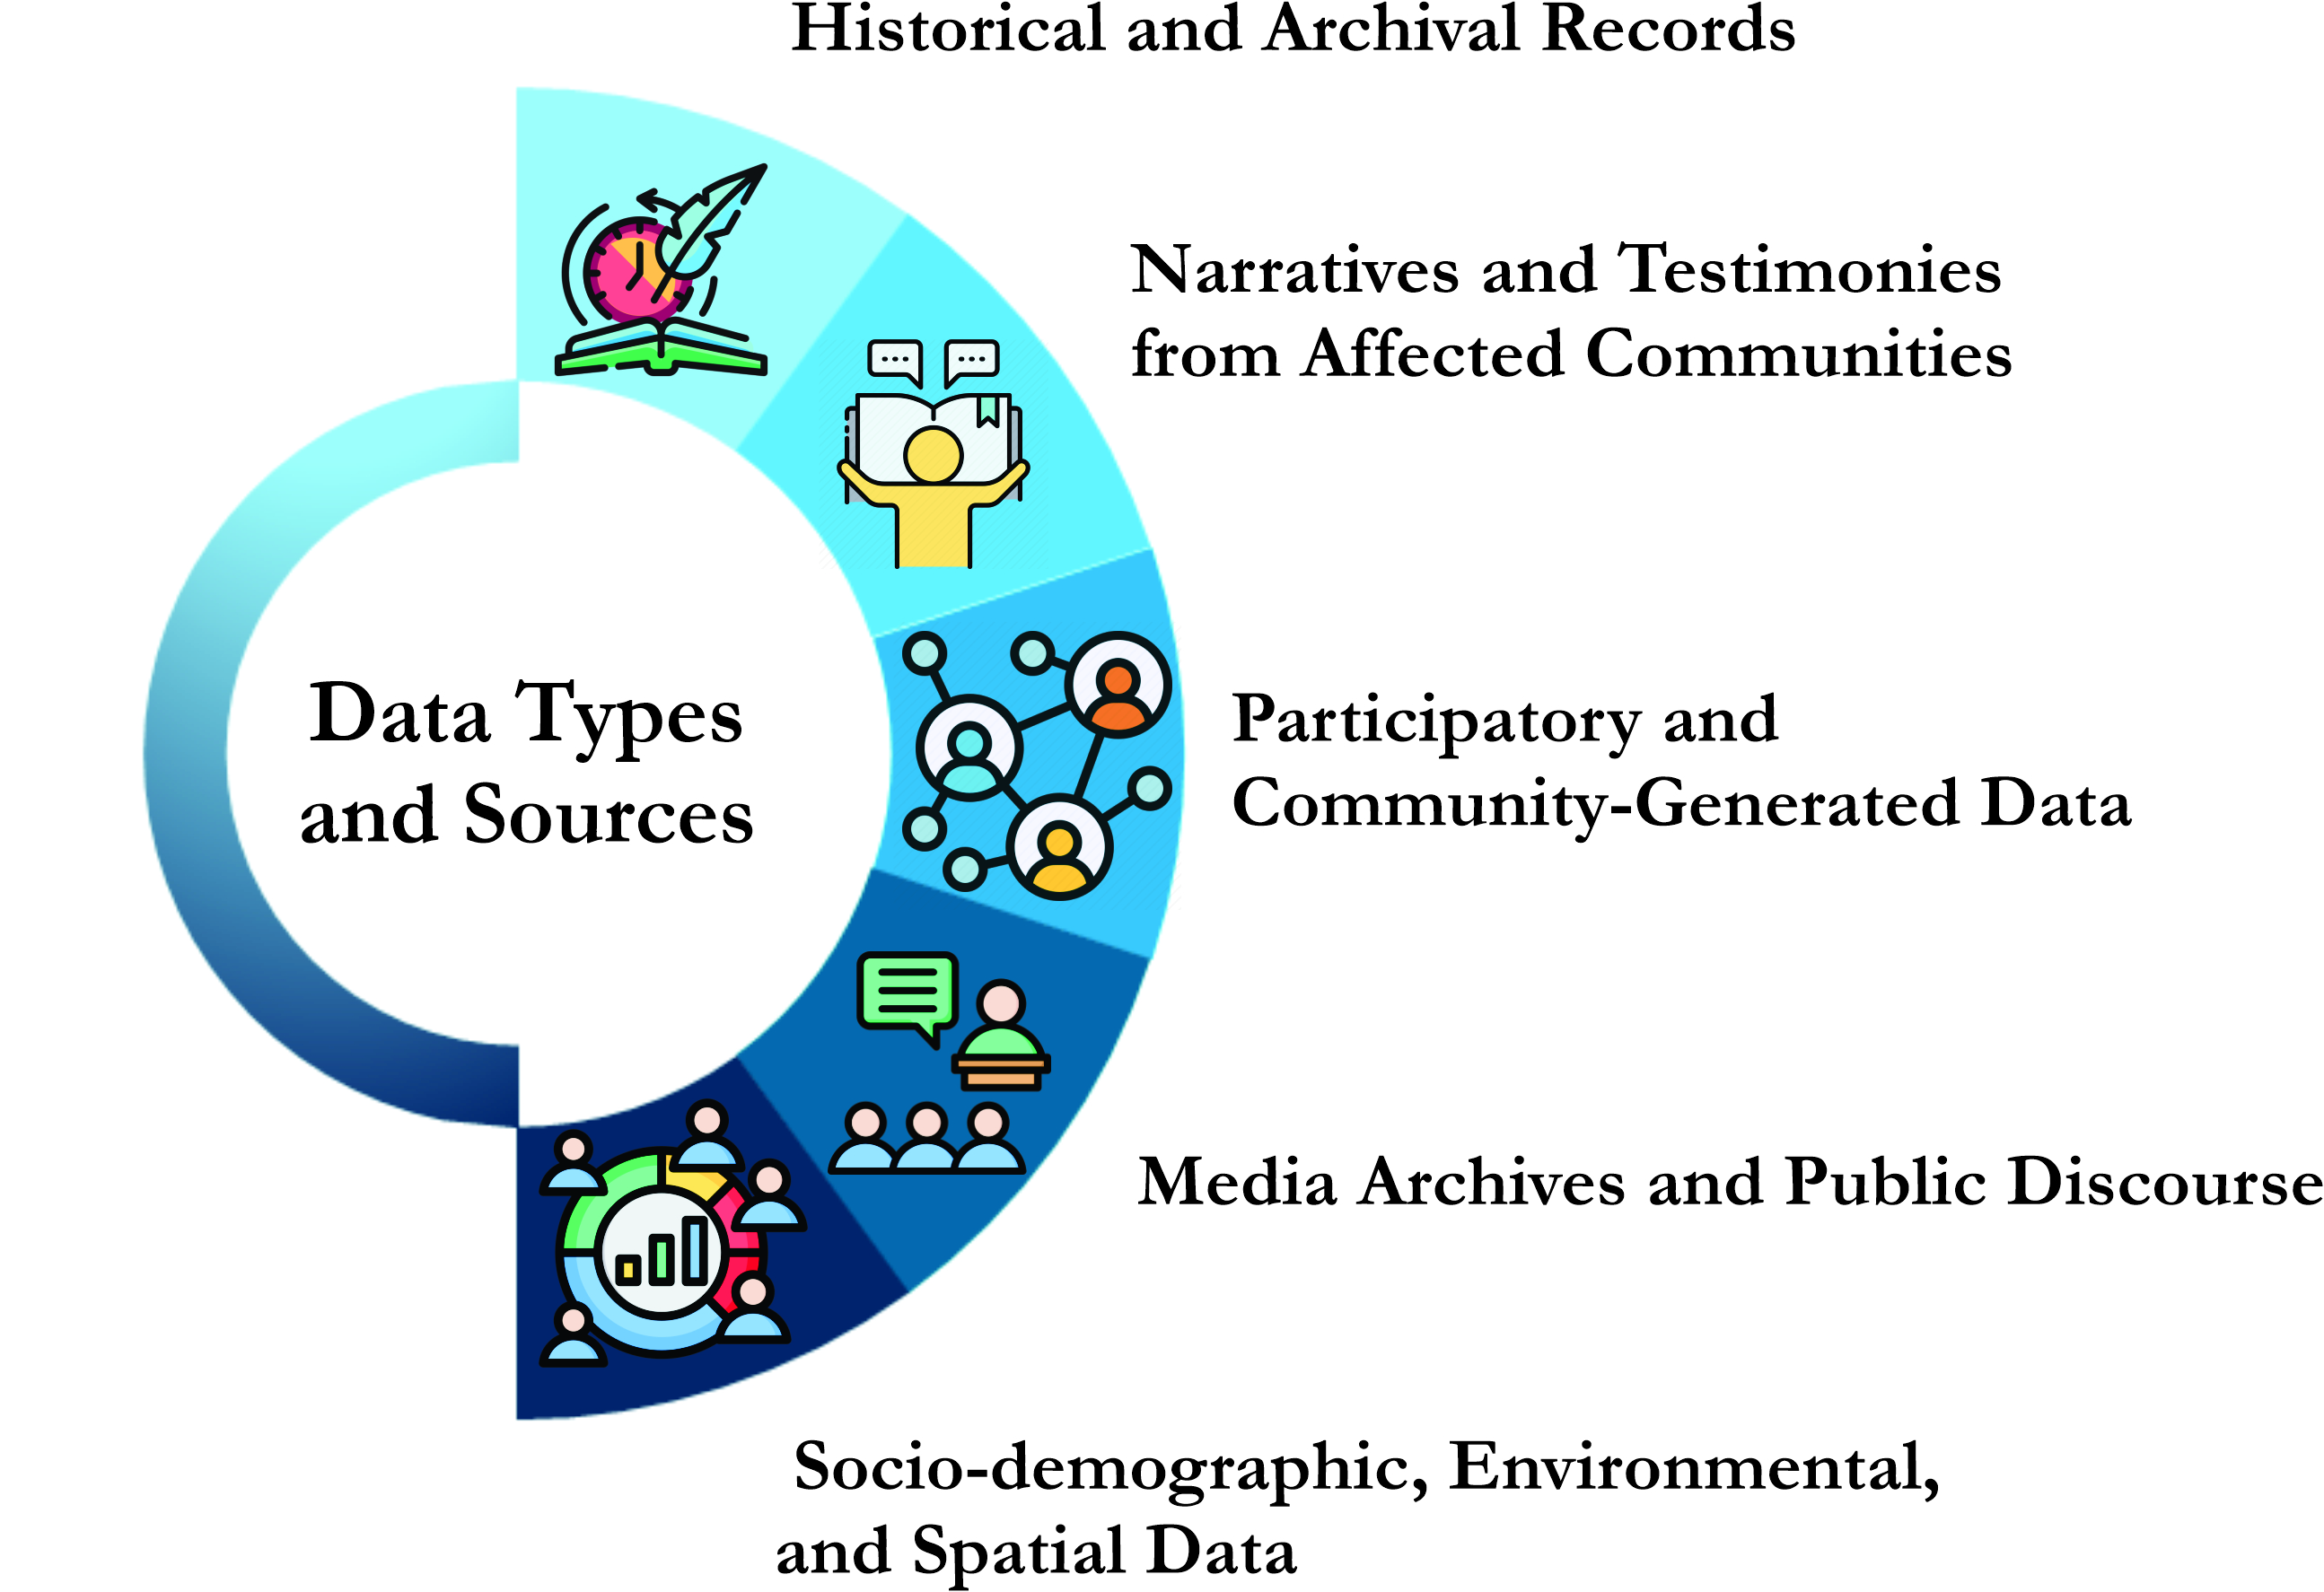 Historical and Archival Records
Narratives and Testimonies
from Affected Communities
Data Types
and Sources
Participatory and
Community-Generated Data
Media Archives and Public Discourse
Socio-demographic, Environmental,
and Spatial Data